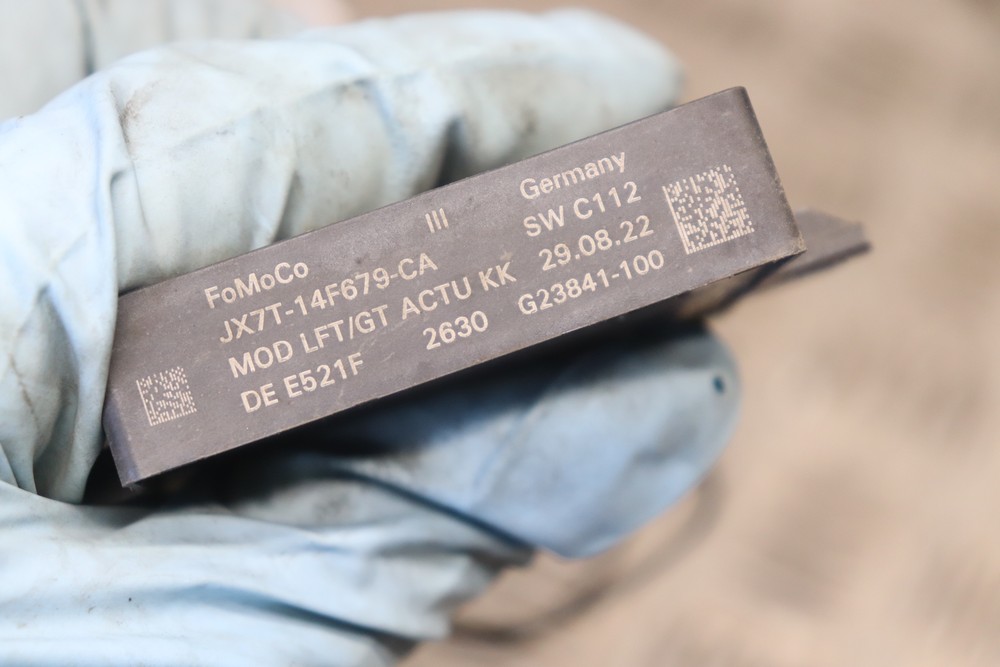 FoMoCo III Germany
JX7T-14F679-CA SW C112
MOD LFT/GT ACTU KK 29.08.22
DE E521F 2630 G23841-100